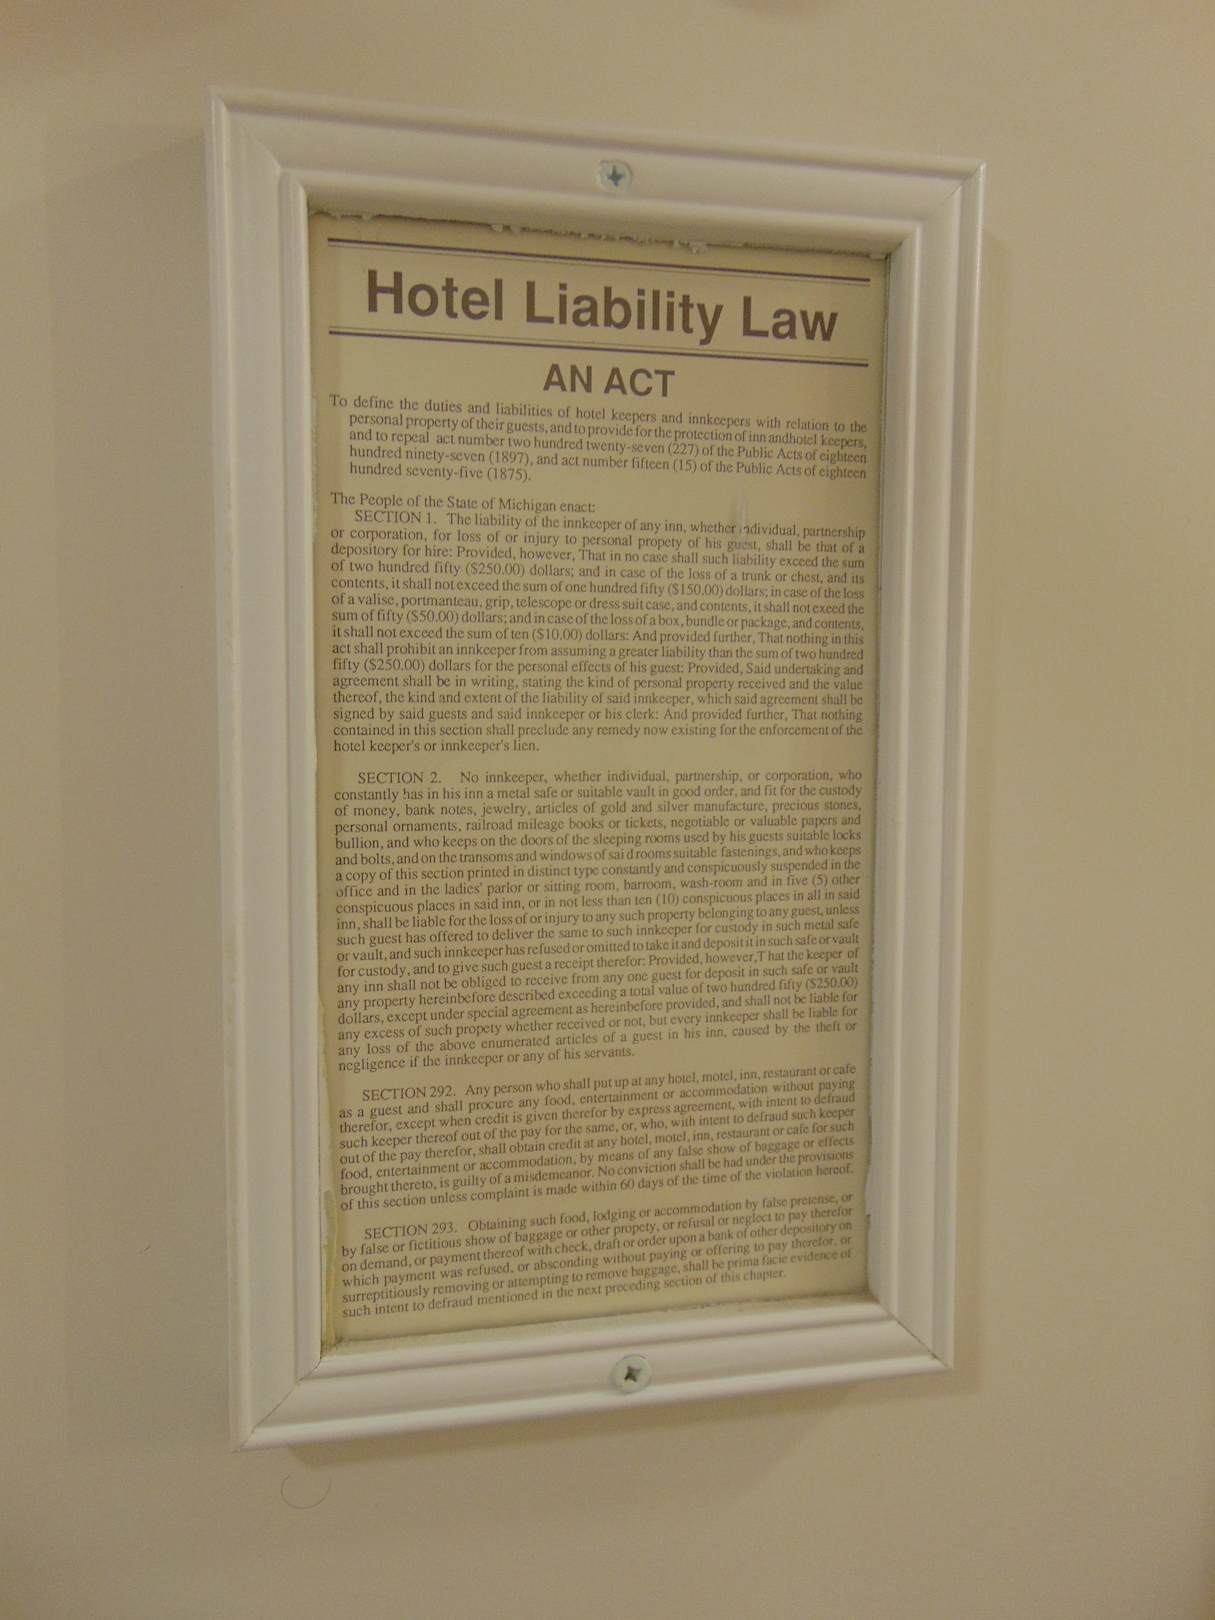 Hotel Liability Law
AN ACT
To define the duties and liabilities of hotel keepers and innkeepers with relation to the
personal property of their guests, and to provide for the protection of inn andhotel keepers,
and to repeal act number two hundred twenty-seven (227) of the Public Acts of eighteen
hundred ninety-seven (1897), and act number fifteen (15) of the Public Acts of eighteen
hundred seventy-five (1875).
The People of the State of Michigan enact:
SECTION 1. The liability of the innkeeper of any inn, whether individual, partnership
or corporation, for loss of or injury to personal propety of his guest, shall be that of a
depository for hire: Provided, however, That in no case shall such liability exceed the sum
of two hundred fifty ($250.00) dollars; and in case of the loss of a trunk or chest, and its
contents, it shall not exceed the sum of one hundred fifty ($150.00) dollars; in case of the loss
of a valise, portmanteau, grip, telescope or dress suit case, and contents, it shall not exeed the
sum of fifty ($50.00) dollars; and in case of the loss of a box, bundle or package, and contents,
it shall not exceed the sum of ten ($10.00) dollars: And provided further, That nothing in this
act shall prohibit an innkeeper from assuming a greater liability than the sum of two hundred
fifty ($250.00) dollars for the personal effects of his guest: Provided, Said undertaking and
agreement shall be in writing, stating the kind of personal property received and the value
thereof, the kind and extent of the liability of said innkeeper, which said agreement shall be
signed by said guests and said innkeeper or his clerk: And provided further, That nothing
contained in this section shall preclude any remedy now existing for the enforcement of the
hotel keeper's or innkeeper's lien.
SECTION 2. No innkeeper, whether individual, partnership, or corporation, who
constantly has in his inn a metal safe or suitable vault in good order, and fit for the custody
of money, bank notes, jewelry, articles of gold and silver manufacture, precious stones,
personal ornaments, railroad mileage books or tickets, negotiable or valuable papers and
bullion, and who keeps on the doors of the sleeping rooms used by his guests suitable locks
and bolts, and on the transoms and windows of sai d rooms suitable fastenings, and who keeps
a copy of this section printed in distinct type constantly and conspicuously suspended in the
office and in the ladies' parlor or sitting room, barroom, wash-room and in five (5) other
conspicuous places in said inn, or in not less than ten (10) conspicuous places in all in said
inn, shall be liable for the loss of or injury to any such property belonging to any guest, unless
such guest has offered to deliver the same to such innkeeper for custody in such metal safe
or vault, and such innkeeper has refused or omitted to take it and deposit it in such safe or vault
for custody, and to give such guest a receipt therefor: Provided, however,T hat the keeper of
any inn shall not be obliged to receive from any one guest for deposit in such safe or vault
any property hereinbefore described exceeding a total value of two hundred fifty ($250.00)
dollars, except under special agreement as hereinbefore provided, and shall not be liable for
any excess of such propety whether received or not, but every innkeeper shall be liable for
any loss of the above enumerated articles of a guest in his inn, caused by the theft or
negligence if the innkeeper or any of his servants.
SECTION 292. Any person who shall put up at any hotel, motel, inn, restaurant or cafe
as a guest and shall procure any food, entertainment or accommodation without paying
therefor, except when credit is given therefor by express agreement, with intent to defraud
such keeper thereof out of the pay for the same, or, who, with intent to defraud such keeper
out of the pay therefor, shall obtain credit at any hotel, motel, inn, restaurant or cafe for such
food, entertainment or accommodation, by means of any false show of baggage or effects
brought thereto, is guilty of a misdemeanor. No conviction shall be had under the provisions
of this section unless complaint is made within 60 days of the time of the violation hereof.
SECTION 293. Obtaining such food, lodging or accommodation by false pretense, or
by false or fictitious show of baggage or other propety, or refusal or neglect to pay therefor
on demand, or payment thereof with check, draft or order upon a bank of other depository on
which payment was refused, or absconding without paying or offering to pay therefor, or
surreptitiously removing or attempting to remove baggage, shall be prima facie evidence of
such intent to defraud mentioned in the next preceding section of this chapter.